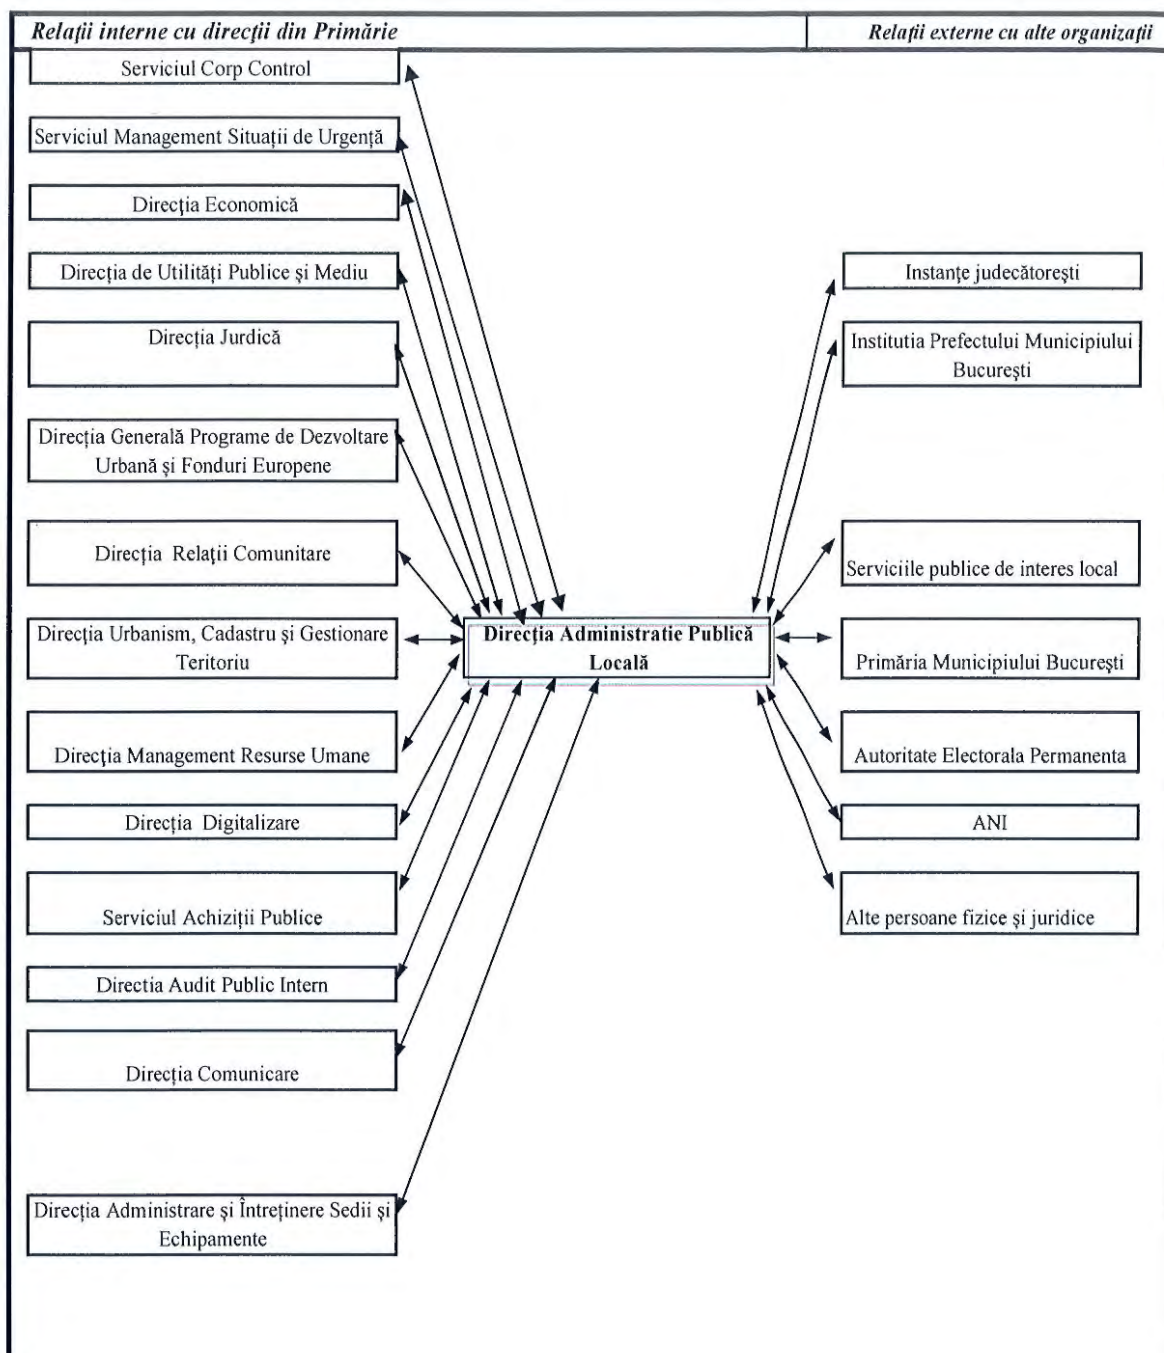 Relații interne cu direcții din Primărie
Relații externe cu alte organizații
Serviciul Corp Control
Serviciul Management Situații de Urgență
Direcția Economică
Direcția de Utilități Publice și Mediu
Direcția Jurdică
Direcția Generală Programe de Dezvoltare
Urbană și Fonduri Europene
Direcția Relații Comunitare
Direcția Urbanism, Cadastru și Gestionare
Teritoriu
Direcția Management Resurse Umane
Direcția Digitalizare
Serviciul Achiziții Publice
Directia Audit Public Intern
Direcția Comunicare
Direcția Administrare și Întreținere Sedii și
Echipamente
Direcția Administratie Publică
Locală
Instanțe judecătorești
Institutia Prefectului Municipiului
București
Serviciile publice de interes local
Primăria Municipiului București
Autoritate Electorala Permanenta
ANI
Alte persoane fizice și juridice